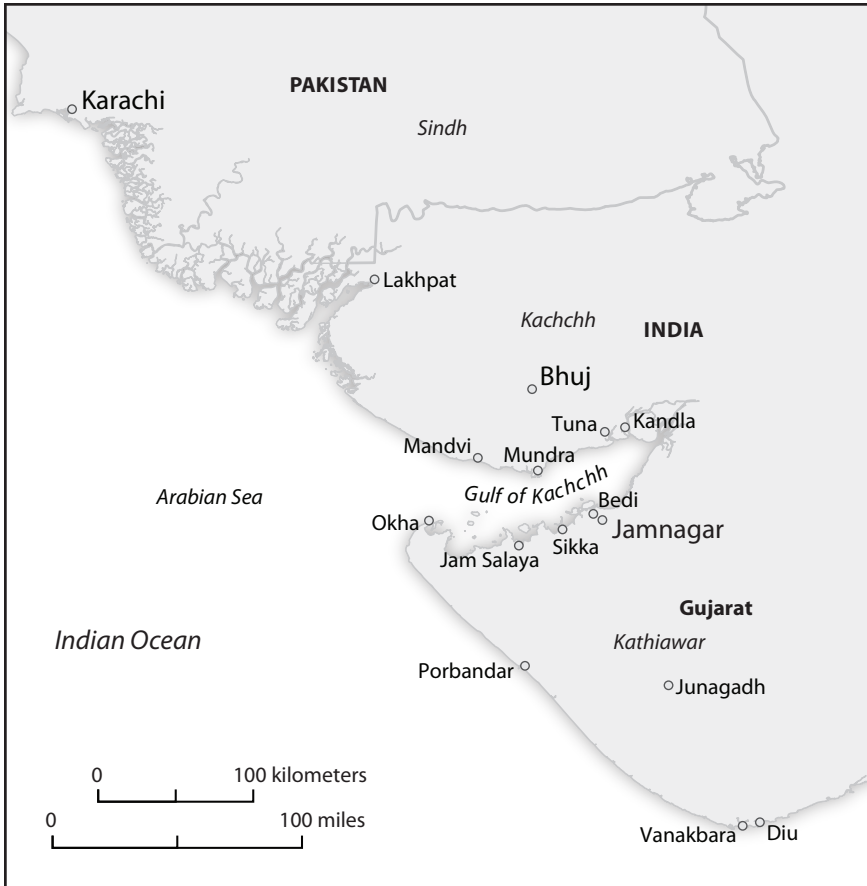 PAKISTAN
Karachi
Sindh
Lakhpat
Kachchh
INDIA
Bhuj
Tuna
Kandla
Mandvi
Mundra
Gulf of Kachchh
Arabian Sea
Bedi
Okha
Jamnagar
Sikka
Jam Salaya
Gujarat
Indian Ocean
Kathiawar
Porbandar
Junagadh
0 100 kilometers
0 100 miles
Vanakbara
Diu